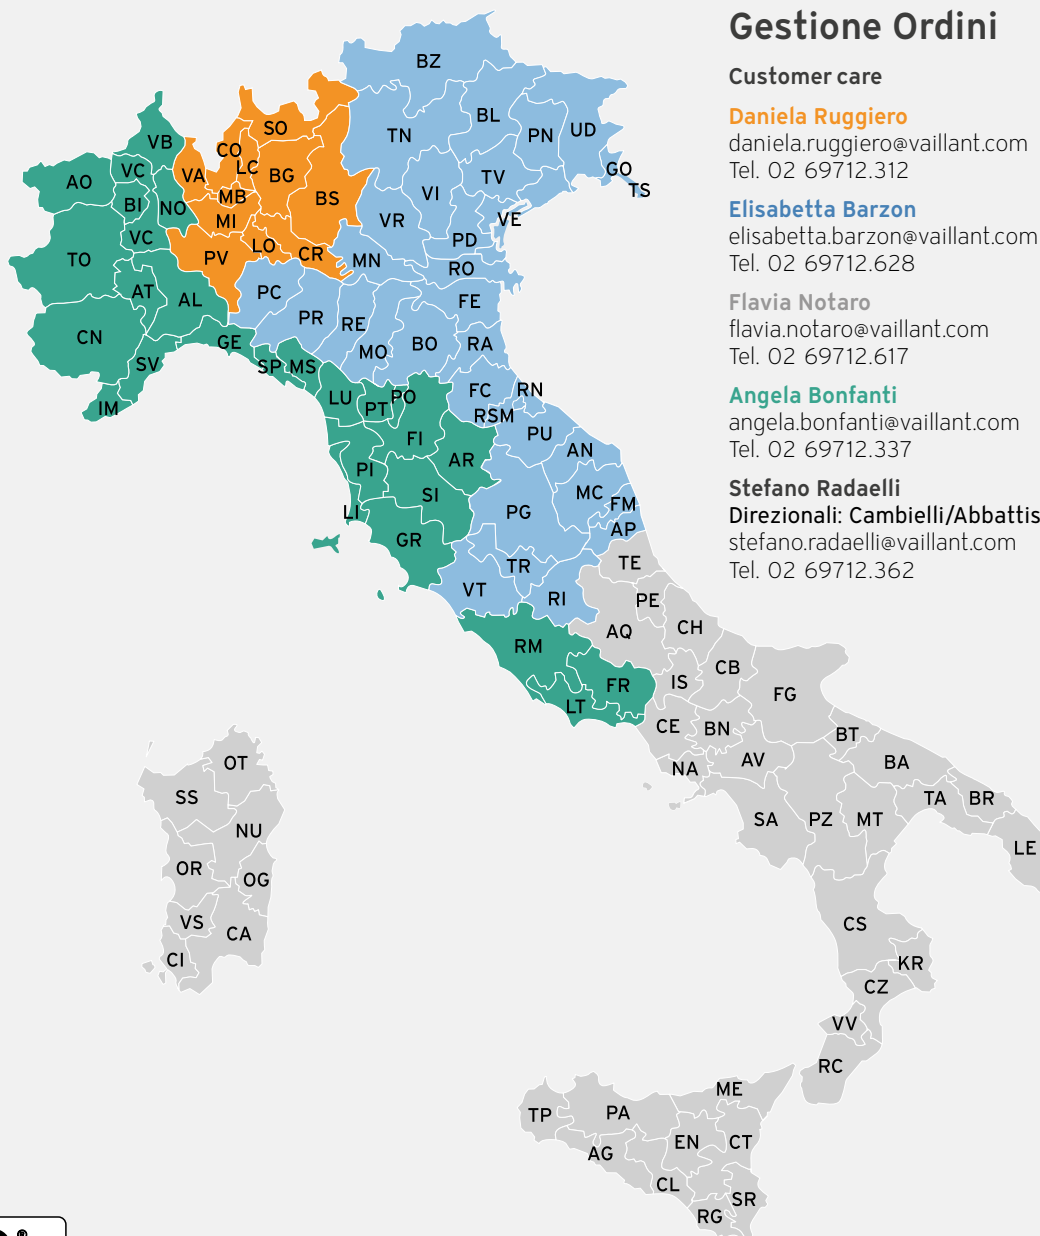 Gestione Ordini
Customer care
Daniela Ruggiero
daniela.ruggiero@vaillant.com
Tel. 02 69712.312
Elisabetta Barzon
elisabetta.barzon@vaillant.com
Tel. 02 69712.628
Flavia Notaro
flavia.notaro@vaillant.com
Tel. 02 69712.617
Angela Bonfanti
angela.bonfanti@vaillant.com
Tel. 02 69712.337
Stefano Radaelli
Direzionali: Cambielli/Abbattis
stefano.radaelli@vaillant.com
Tel. 02 69712.362
BZ
BL
SO
TN
PN
UD
VB
CO
LC
VC
VA
BG
GO
AO
TV
TS
MB
BS
VI
BI
NO
MI
VR
VE
VC
PD
LO
CR
TO
PV
MN
RO
AT
AL
PC
FE
PR
RE
CN
GE
MO
BO
RA
SV
SP
MS
FC
RN
LU
PT
PO
IM
RSM
FI
PU
AR
AN
PI
SI
MC
FM
LI
PG
AP
GR
TE
TR
VT
RI
PE
AQ
CH
RM
CB
IS
FR
FG
LT
CE
BN
BT
AV
BA
NA
OT
SS
TA
BR
SA
PZ
MT
NU
LE
OR
OG
VS
CA
CS
CI
KR
CZ
VV
RC
ME
TP
PA
EN
CT
AG
CL
SR
RG
®